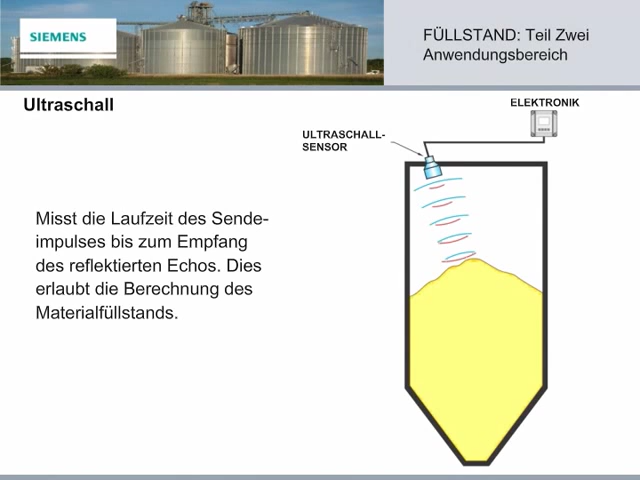 SIEMENS
FÜLLSTAND: Teil Zwei
Anwendungsbereich
Ultraschall
ELEKTRONIK
ULTRASCHALL-
SENSOR
Misst die Laufzeit des Sende-
impulses bis zum Empfang
des reflektierten Echos. Dies
erlaubt die Berechnung des
Materialfüllstands.